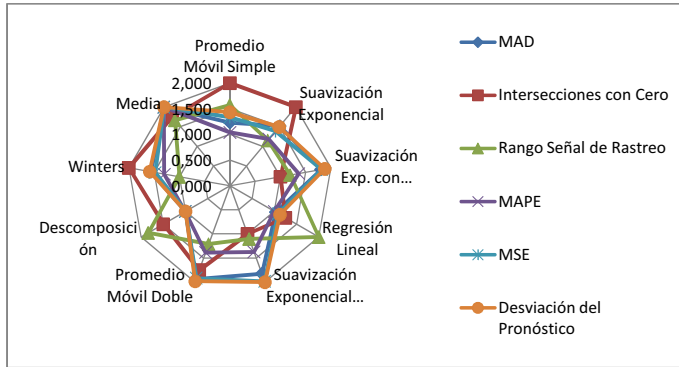 Promedio
Móvil Simple
2,000
1,500
1,000
0,500
0,000
Suavización
Exponencial
Suavización
Exp. con...
Regresión
Lineal
Suavización
Exponencial...
Promedio
Móvil Doble
Descomposici
ón
Winters
Media
MAD
Intersecciones con Cero
Rango Señal de Rastreo
MAPE
MSE
Desviación del
Pronóstico